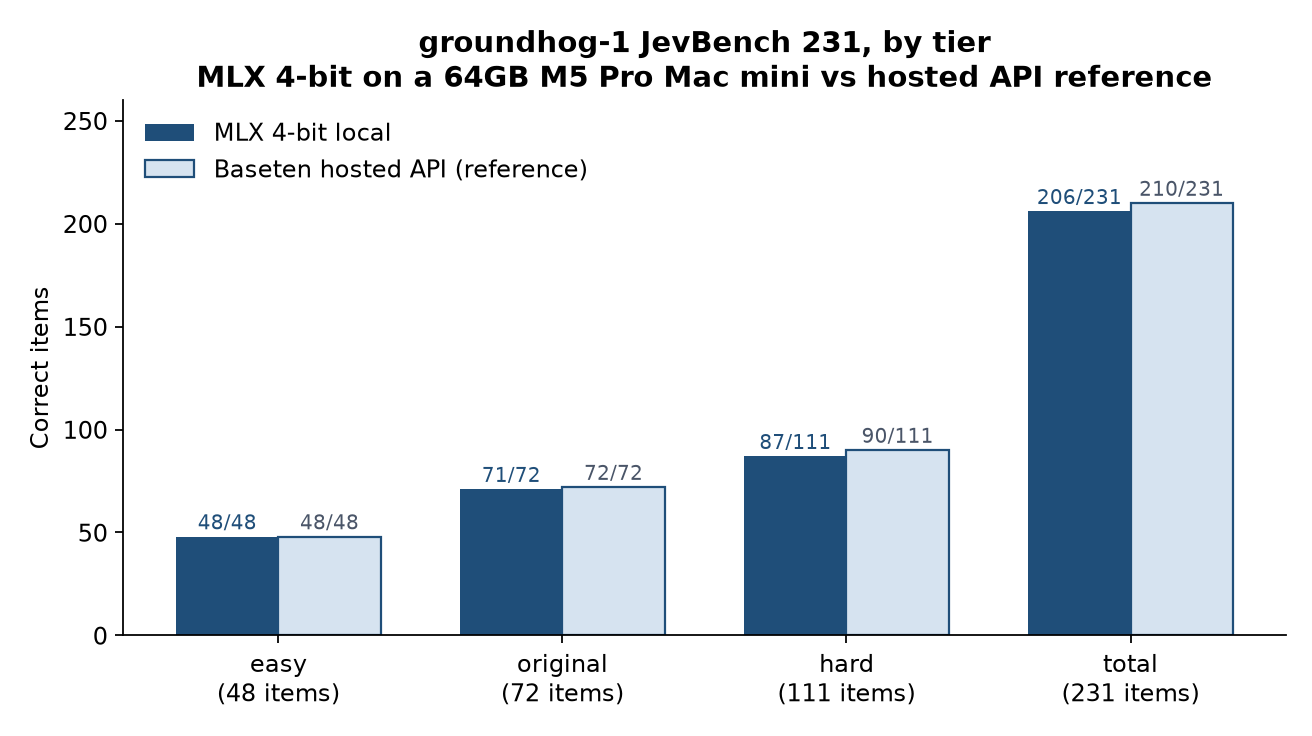 groundhog-1 JevBench 231, by tier
MLX 4-bit on a 64GB M5 Pro Mac mini vs hosted API reference
MLX 4-bit local
Baseten hosted API (reference)
Correct items
250
200
150
100
50
0
48/48
48/48
71/72
72/72
87/111
90/111
206/231
210/231
easy
(48 items)
original
(72 items)
hard
(111 items)
total
(231 items)